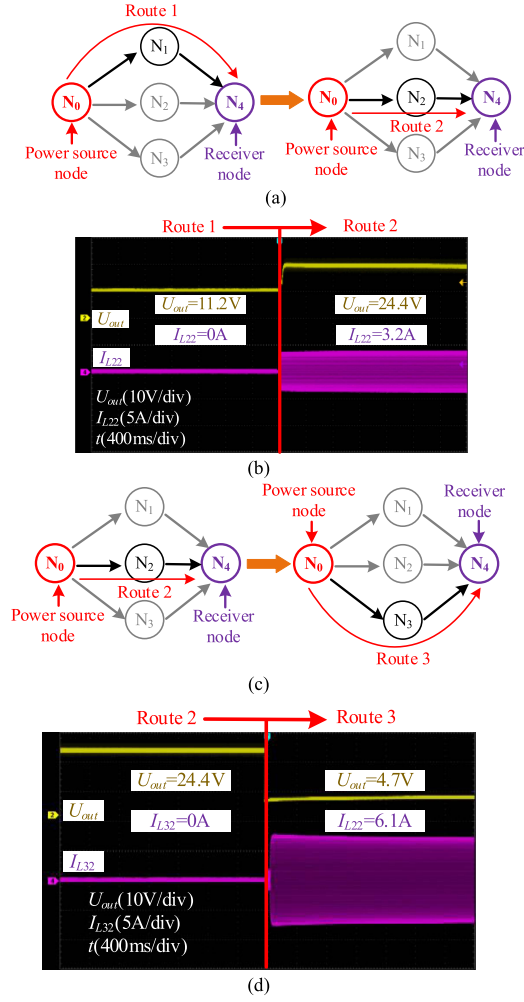 Route 1
N1
N0
N2
N4
N3
Power source
node
Receiver
node
N1
N0
N2
N4
Route 2
N3
Power source
node
Receiver
node
(a)
Route 1
Route 2
Uout=11.2V
Uout=24.4V
2
Uout
IL22=0A
IL22=3.2A
IL22
4
Uout(10V/div)
IL22(5A/div)
t(400ms/div)
(b)
N1
N0
N2
N4
Route 2
N3
Power source
node
Receiver
node
Power source
node
Receiver
node
N1
N0
N2
N4
N3
Route 3
(c)
Route 2
Route 3
Uout=24.4V
Uout=4.7V
2
Uout
IL32=0A
IL22=6.1A
IL32
4
Uout(10V/div)
IL32(5A/div)
t(400ms/div)
(d)